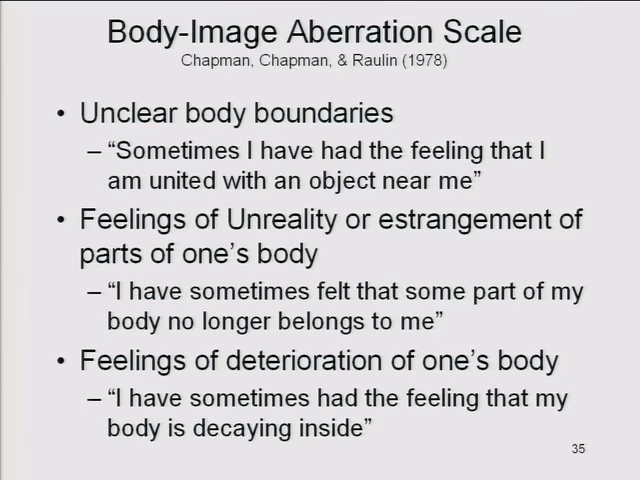 Body-Image Aberration Scale
Chapman, Chapman, & Raulin (1978)
• Unclear body boundaries
– “Sometimes I have had the feeling that I
am united with an object near me”
• Feelings of Unreality or estrangement of
parts of one’s body
– “I have sometimes felt that some part of my
body no longer belongs to me”
• Feelings of deterioration of one’s body
– “I have sometimes had the feeling that my
body is decaying inside”
35